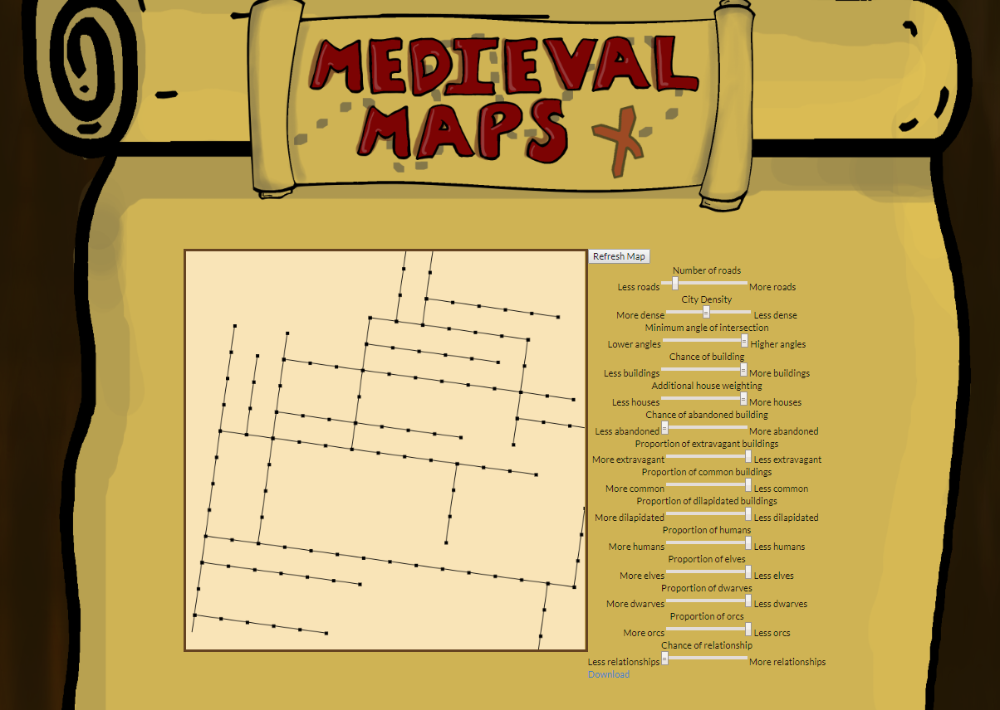 MEDIEVAL
MAPS
Refresh Map
Number of roads
Less roads More roads
City Density
More dense Less dense
Minimum angle of intersection
Lower angles Higher angles
Chance of building
Less buildings More buildings
Additional house weighting
Less houses More houses
Chance of abandoned building
Less abandoned More abandoned
Proportion of extravagant buildings
More extravagant Less extravagant
Proportion of common buildings
More common Less common
Proportion of dilapidated buildings
More dilapidated Less dilapidated
Proportion of humans
More humans Less humans
Proportion of elves
More elves Less elves
Proportion of dwarves
More dwarves Less dwarves
Proportion of orcs
More orcs Less orcs
Chance of relationship
Less relationships More relationships
Download